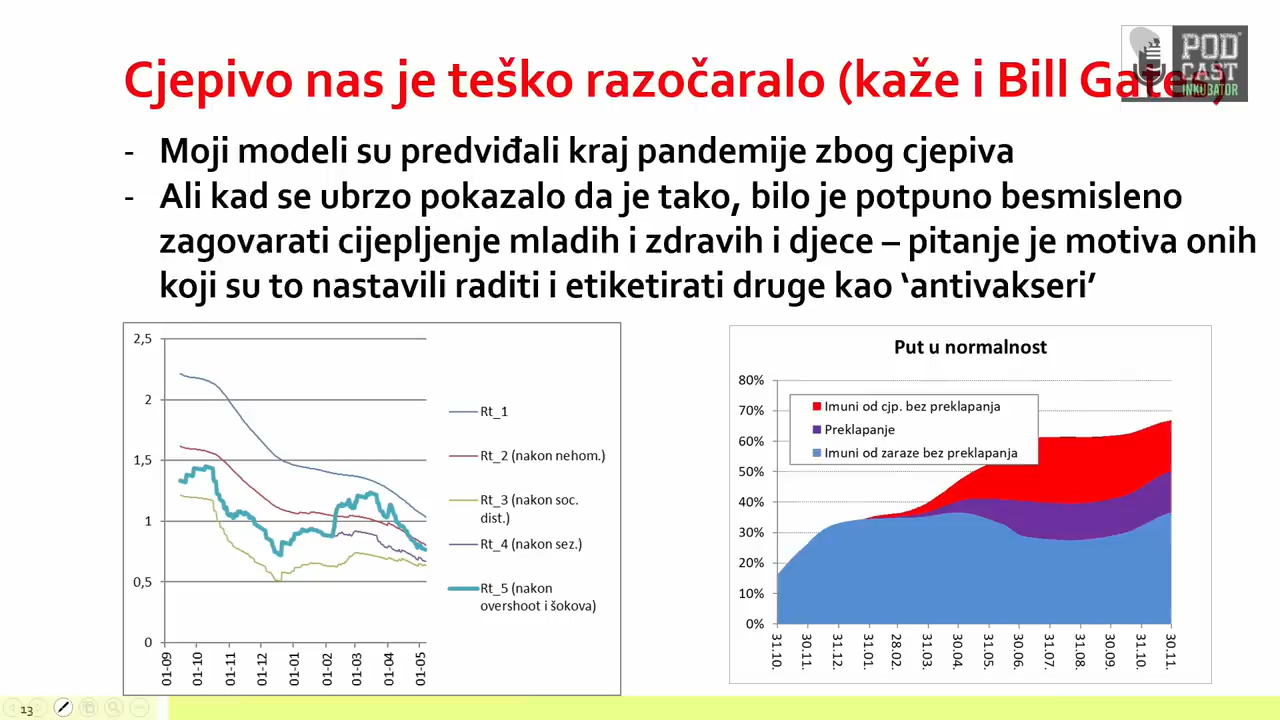 Cjepivo nas je teško razočaralo (kaže i Bill Gates)
POD
CAST
INKUBATOR
- Moji modeli su predviđali kraj pandemije zbog cjepiva
- Ali kad se ubrzo pokazalo da je tako, bilo je potpuno besmisleno
zagovarati cijepljenje mladih i zdravih i djece – pitanje je motiva onih
koji su to nastavili raditi i etiketirati druge kao ‘antivakseri’
2,5
2
1,5
1
0,5
0
01-09
01-10
01-11
01-12
01-01
01-02
01-03
01-04
01-05
Rt_1
Rt_2 (nakon nehom.)
Rt_3 (nakon soc.
dist.)
Rt_4 (nakon sez.)
Rt_5 (nakon
overshoot i šokova)
Put u normalnost
80%
70%
60%
50%
40%
30%
20%
10%
0%
Imuni od cjp. bez preklapanja
Preklapanje
Imuni od zaraze bez preklapanja
31.10.
30.11.
31.12.
31.01.
28.02.
31.03.
30.04.
31.05.
30.06.
31.07.
31.08.
30.09.
31.10.
30.11.
13